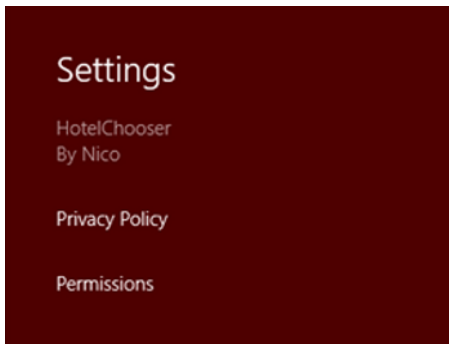 Settings
HotelChooser
By Nico
Privacy Policy
Permissions